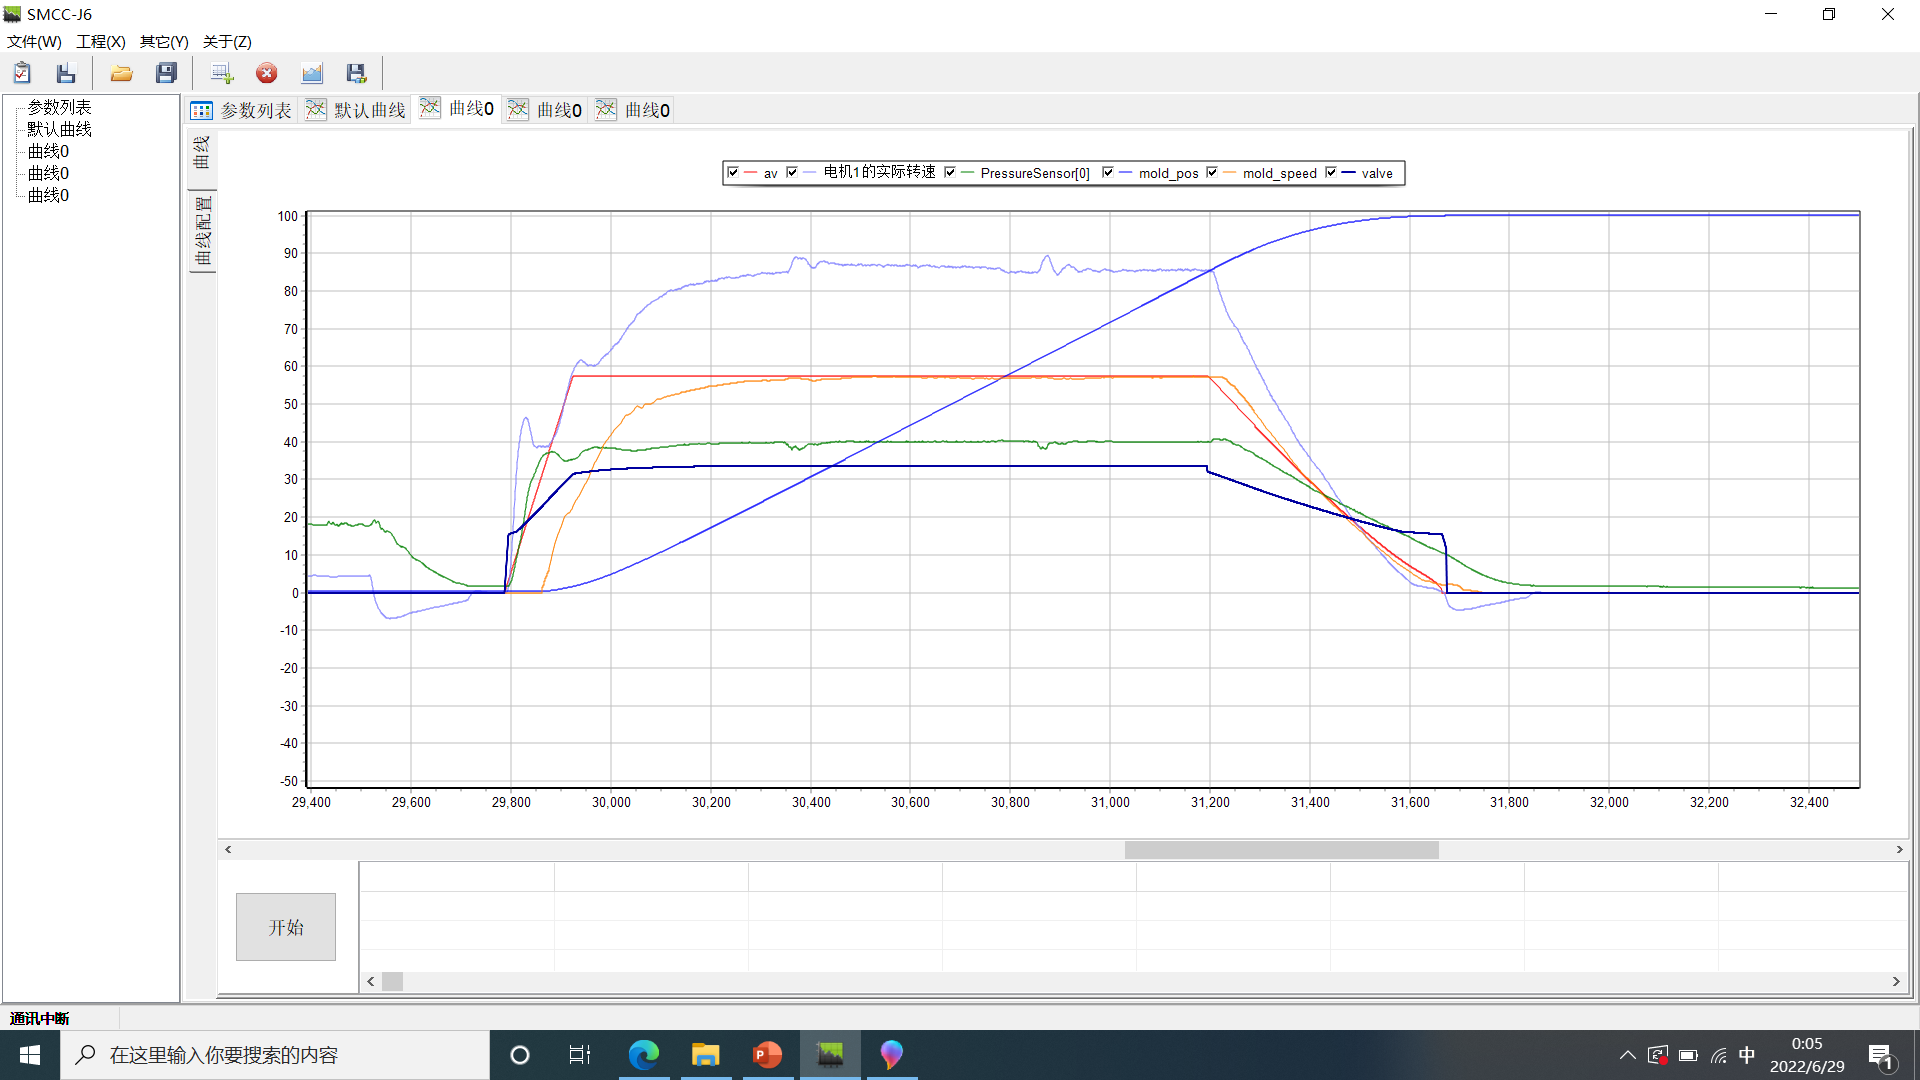 SMCC-J6
文件(W) 工程(X) 其它(Y) 关于(Z)
参数列表
默认曲线
曲线0
曲线0
曲线0
参数列表 默认曲线 曲线0 曲线0 曲线0
曲线
曲线配置
av 电机1的实际转速 PressureSensor[0] mold_pos mold_speed valve
100
90
80
70
60
50
40
30
20
10
0
-10
-20
-30
-40
-50
29,400 29,600 29,800 30,000 30,200 30,400 30,600 30,800 31,000 31,200 31,400 31,600 31,800 32,000 32,200 32,400
开始
通讯中断
在这里输入你要搜索的内容
P
中
0:05
2022/6/29
1